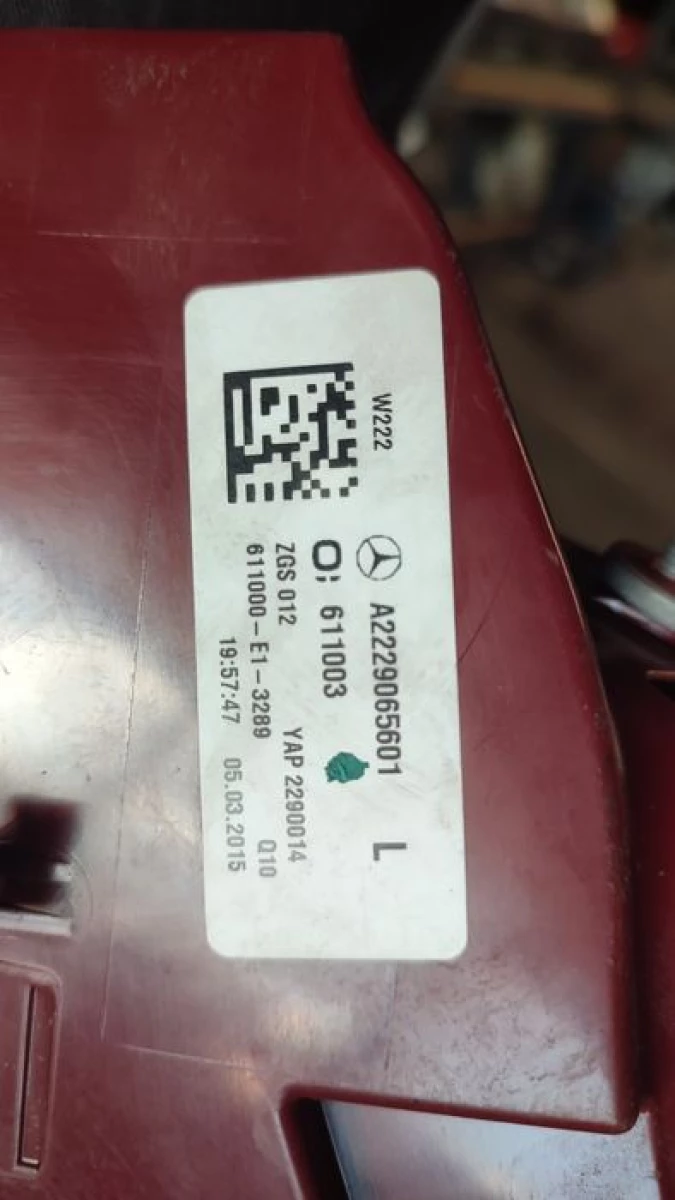 W222
A2229065601 L
O; 611003
ZGS 012 YAP 2290014
611000-E1-3289 Q10
19:57:47 05.03.2015